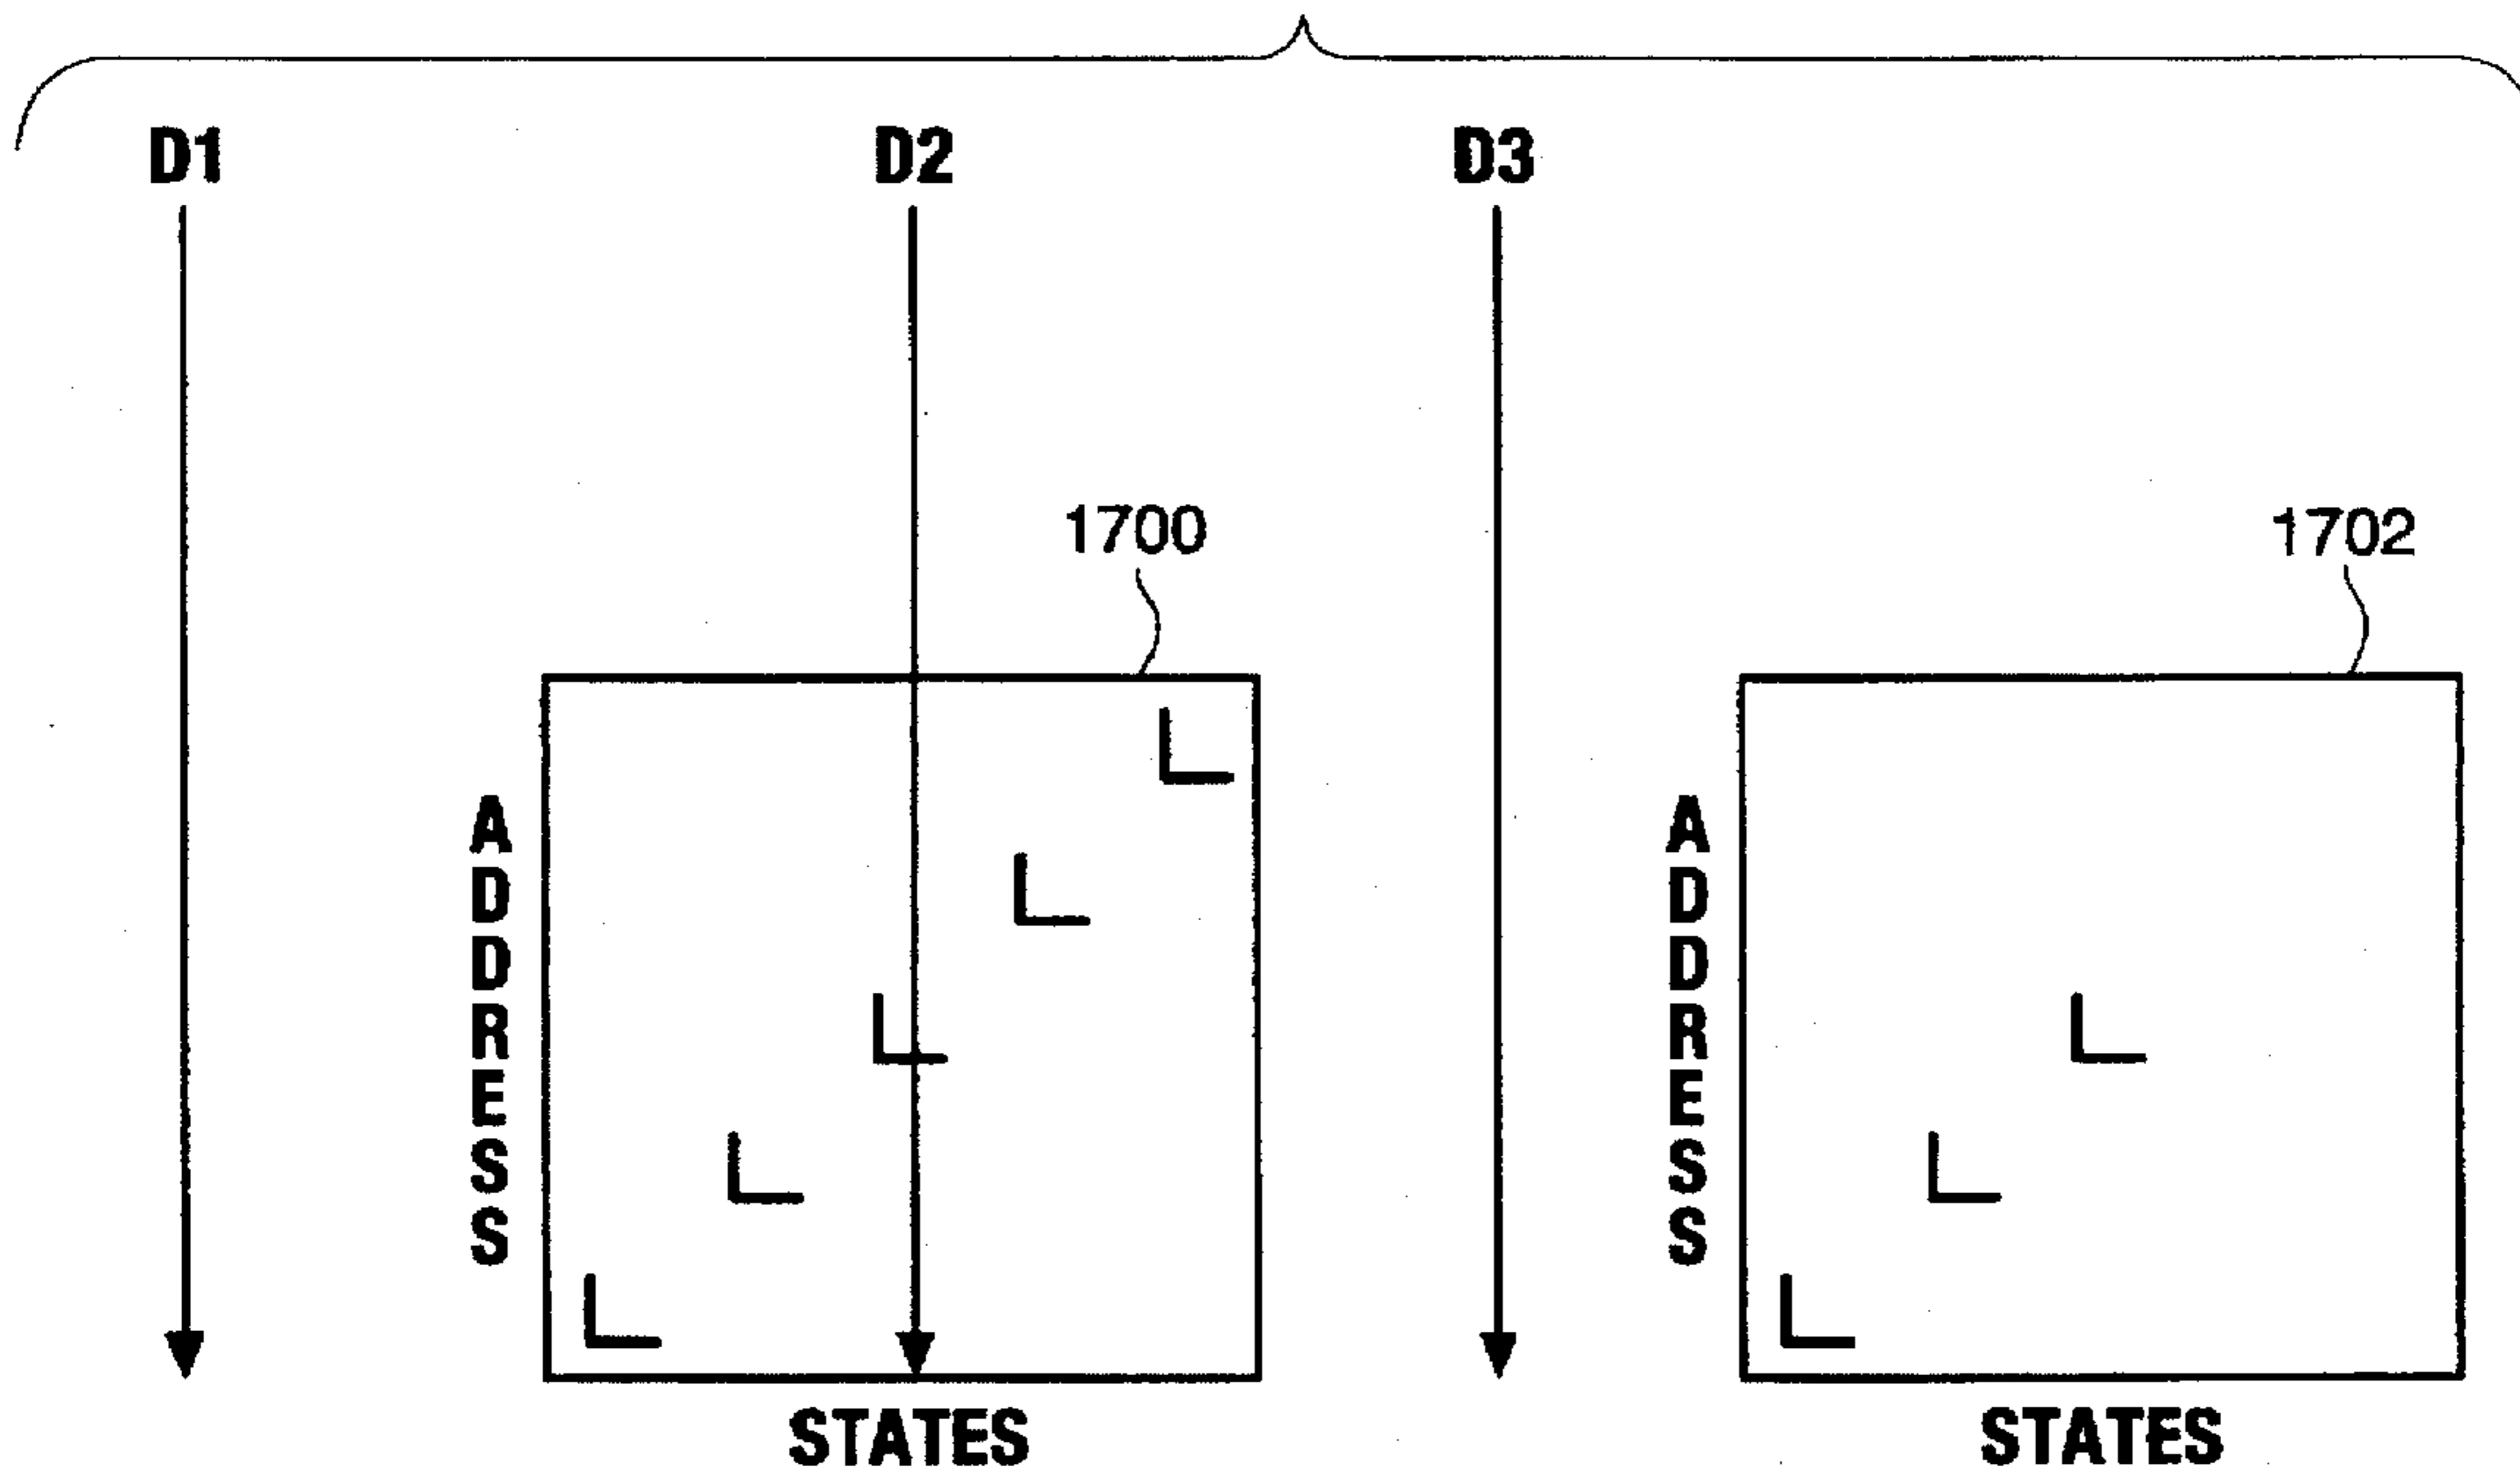 D1 D2 D3
1700 1702
L
L
L L
L L
L L
ADDRESS ADDRESS
STATES STATES